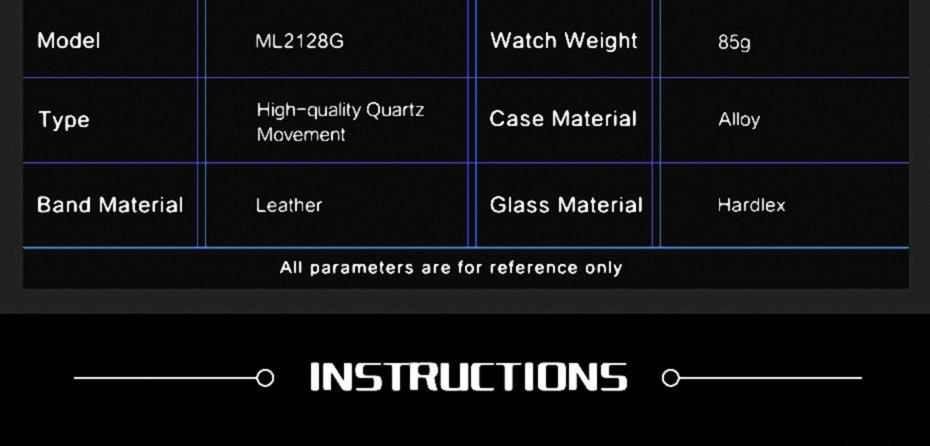 Model ML2128G Watch Weight 85g
Type High-quality Quartz Movement Case Material Alloy
Band Material Leather Glass Material Hardlex
All parameters are for reference only
INSTRUCTIONS